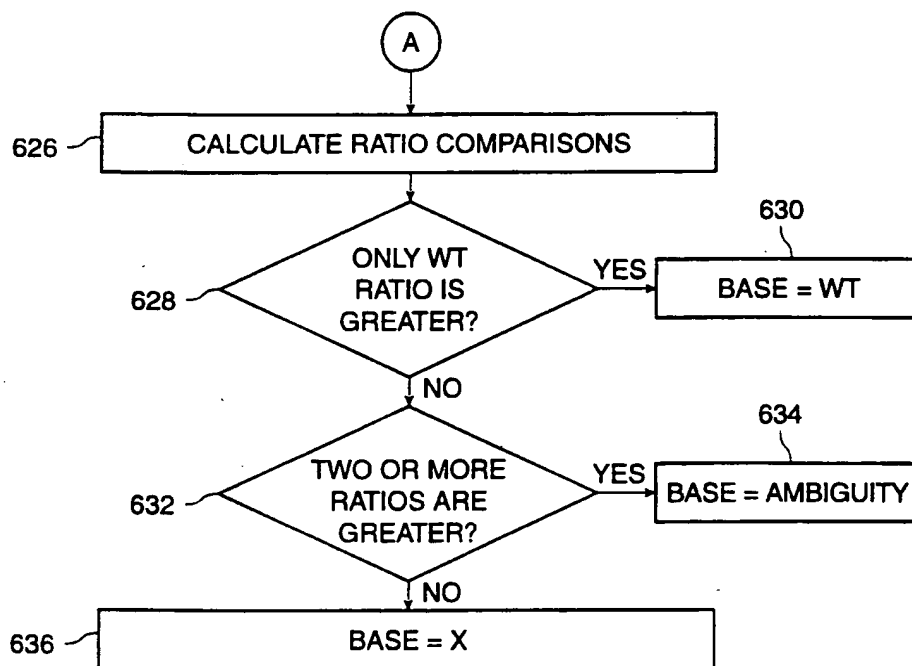 A
626
CALCULATE RATIO COMPARISONS
628
ONLY WT
RATIO IS
GREATER?
YES
630
BASE = WT
NO
632
TWO OR MORE
RATIOS ARE
GREATER?
YES
634
BASE = AMBIGUITY
NO
636
BASE = X